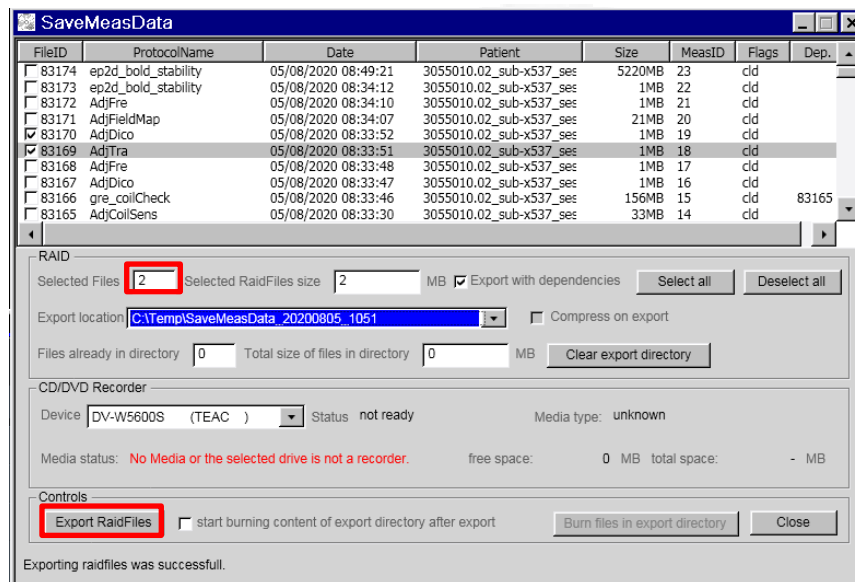 SaveMeasData
FileID ProtocolName Date Patient Size MeasID Flags Dep.
83174 ep2d_bold_stability 05/08/2020 08:49:21 3055010.02_sub-x537_ses 5220MB 23 cld
83173 ep2d_bold_stability 05/08/2020 08:34:12 3055010.02_sub-x537_ses 1MB 22 cld
83172 AdjFre 05/08/2020 08:34:10 3055010.02_sub-x537_ses 1MB 21 cld
83171 AdjFieldMap 05/08/2020 08:34:07 3055010.02_sub-x537_ses 21MB 20 cld
83170 AdjDico 05/08/2020 08:33:52 3055010.02_sub-x537_ses 1MB 19 cld
83169 AdjTra 05/08/2020 08:33:51 3055010.02_sub-x537_ses 1MB 18 cld
83168 AdjFre 05/08/2020 08:33:48 3055010.02_sub-x537_ses 1MB 17 cld
83167 AdjDico 05/08/2020 08:33:47 3055010.02_sub-x537_ses 1MB 16 cld
83166 gre_coilCheck 05/08/2020 08:33:46 3055010.02_sub-x537_ses 156MB 15 cld 83165
83165 AdjCoilSens 05/08/2020 08:33:30 3055010.02_sub-x537_ses 33MB 14 cld
RAID
Selected Files 2 Selected RaidFiles size 2 MB Export with dependencies Select all Deselect all
Export location C:\Temp\SaveMeasData_20200805_1051 Compress on export
Files already in directory 0 Total size of files in directory 0 MB Clear export directory
CD/DVD Recorder
Device DV-W5600S (TEAC ) Status not ready Media type: unknown
Media status: No Media or the selected drive is not a recorder. free space: 0 MB total space: - MB
Controls
Export RaidFiles start burning content of export directory after export Burn files in export directory Close
Exporting raidfiles was successfull.